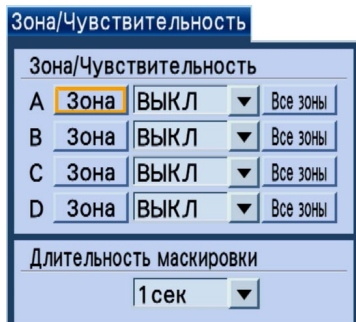 Зона/Чувствительность
Зона/Чувствительность
A Зона ВЫКЛ Все зоны
B Зона ВЫКЛ Все зоны
C Зона ВЫКЛ Все зоны
D Зона ВЫКЛ Все зоны
Длительность маскировки
1сек